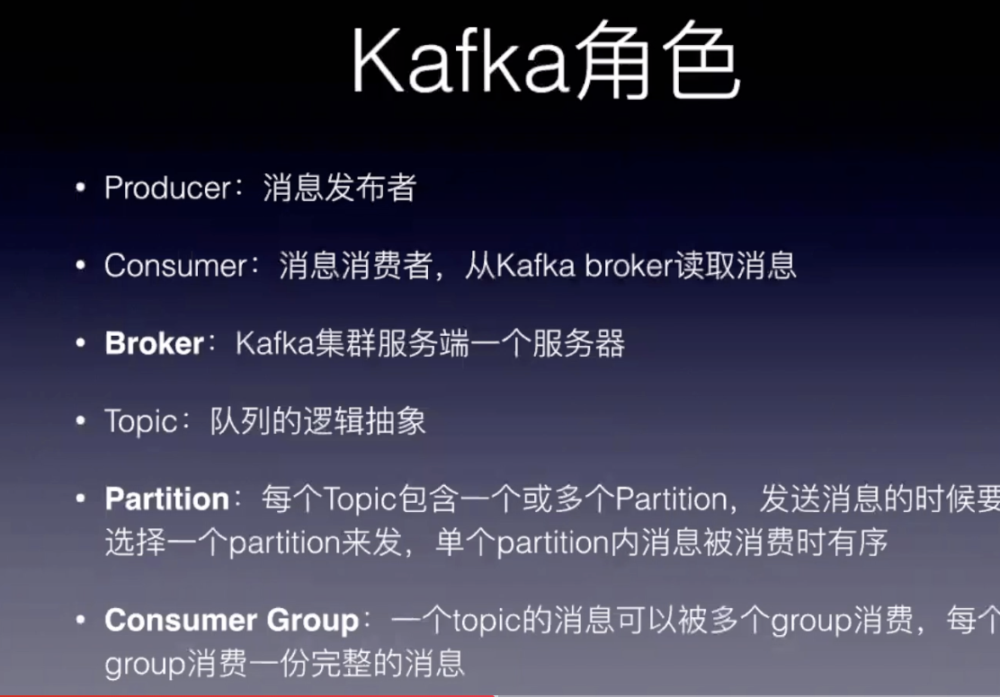 Kafka角色
• Producer：消息发布者
• Consumer：消息消费者，从Kafka broker读取消息
• Broker：Kafka集群服务端一个服务器
• Topic：队列的逻辑抽象
• Partition：每个Topic包含一个或多个Partition，发送消息的时候要
选择一个partition来发，单个partition内消息被消费时有序
• Consumer Group：一个topic的消息可以被多个group消费，每个
group消费一份完整的消息